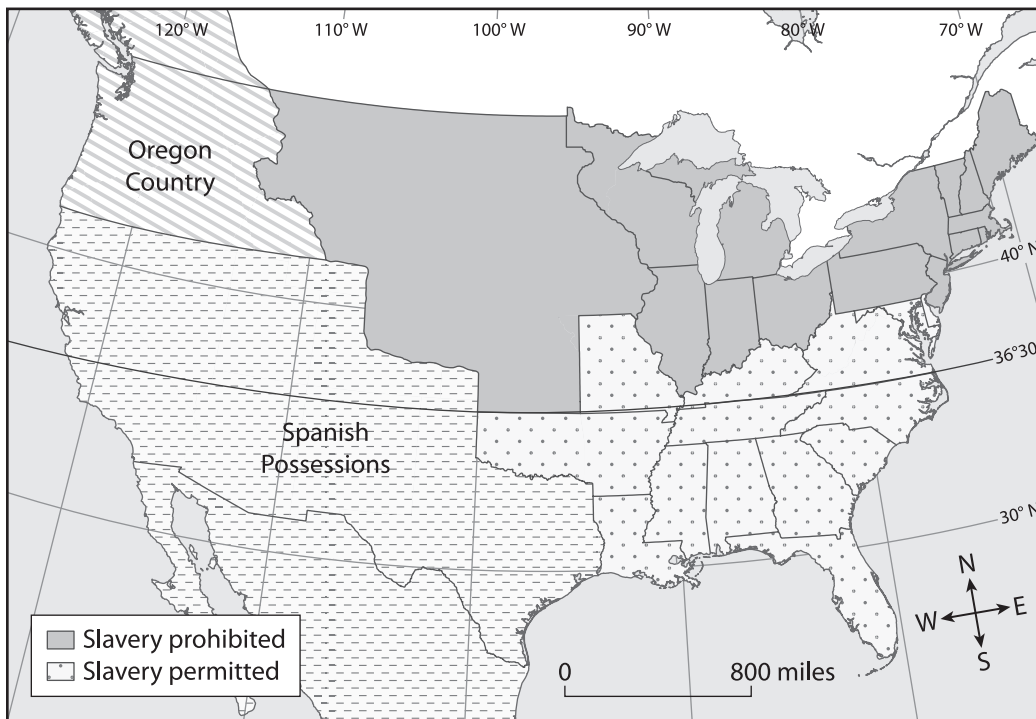 120° W
110° W
100° W
90° W
80° W
70° W
Oregon
Country
40° N
36°30
Spanish
Possessions
30° N
N
W
E
S
Slavery prohibited
Slavery permitted
0
800 miles